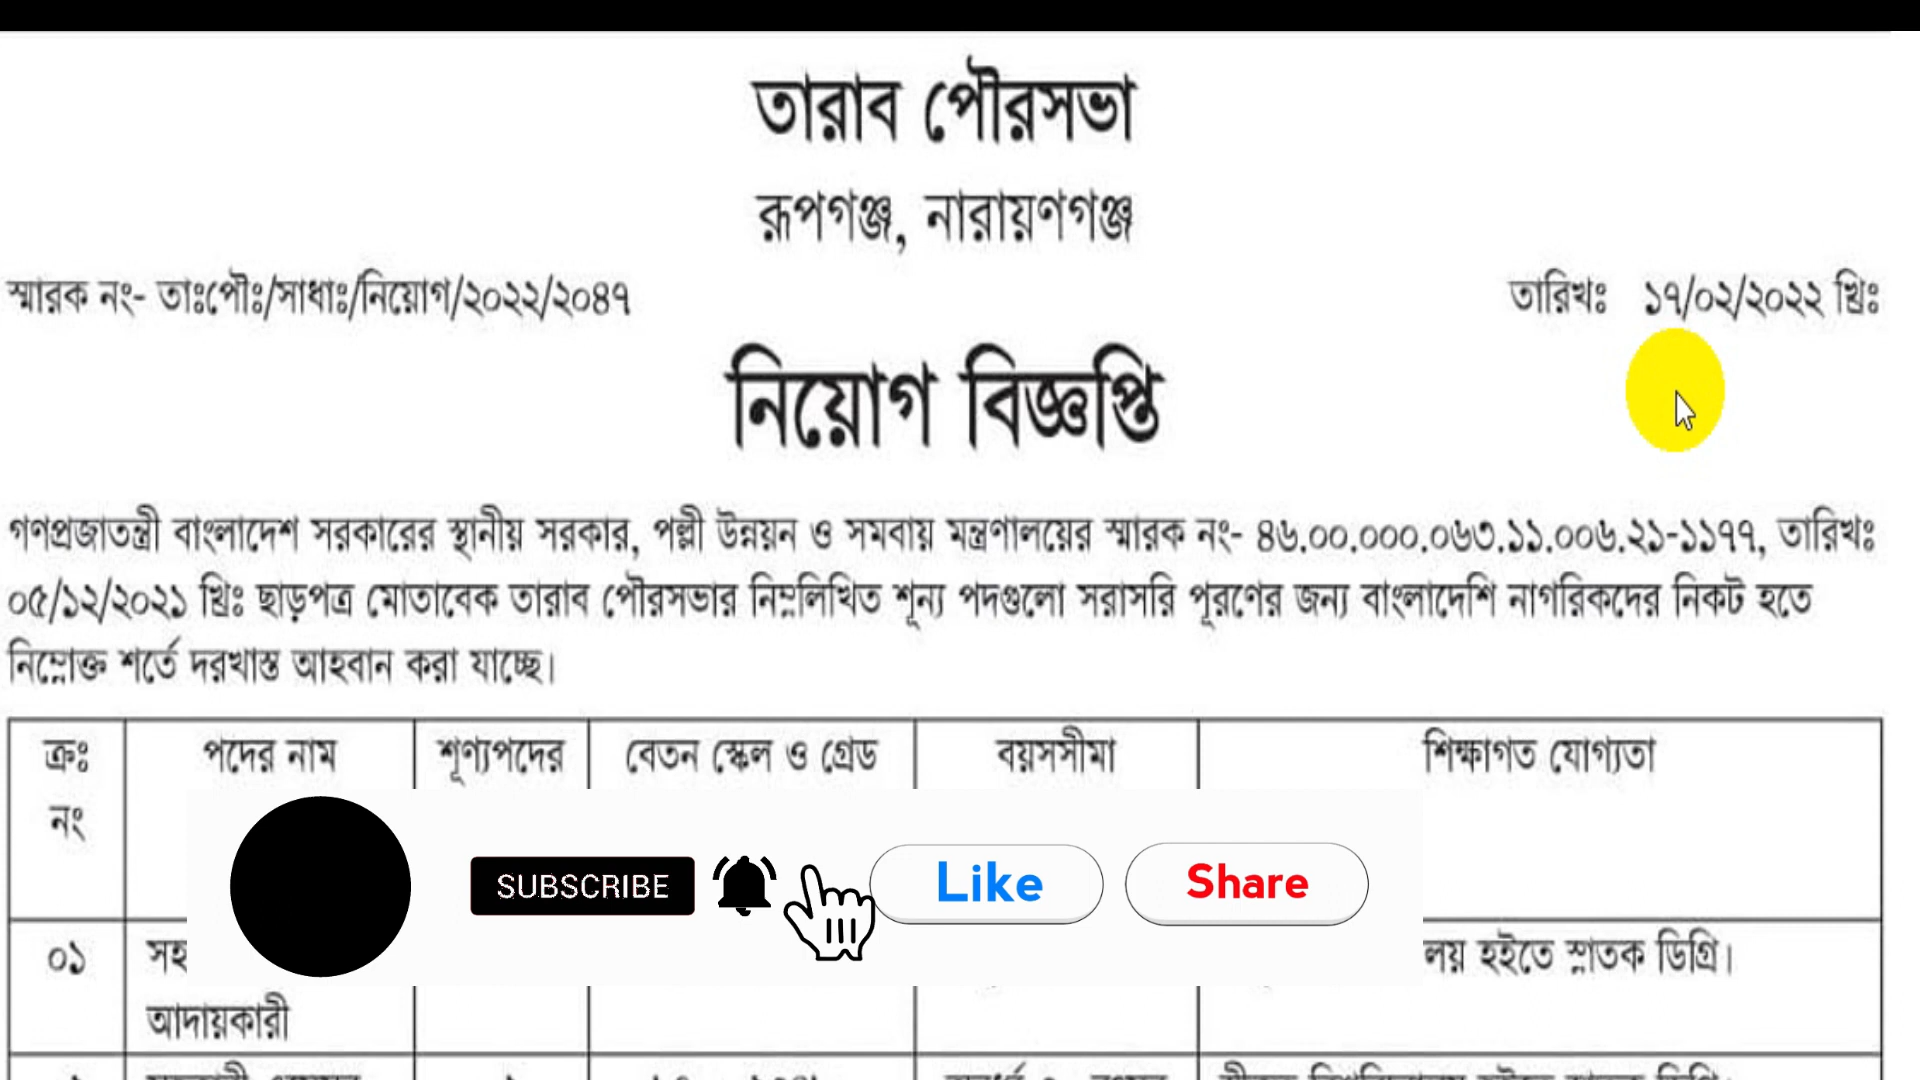 তারাব পৌরসভা
রূপগঞ্জ, নারায়ণগঞ্জ
স্মারক নং- তাঃপৌঃ/সাধাঃ/নিয়োগ/২০২২/২০৪৭ তারিখঃ ১৭/০২/২০২২ খ্রিঃ
নিয়োগ বিজ্ঞপ্তি
গণপ্রজাতন্ত্রী বাংলাদেশ সরকারের স্থানীয় সরকার, পল্লী উন্নয়ন ও সমবায় মন্ত্রণালয়ের স্মারক নং- ৪৬.০০.০০০.০৬৩.১১.০০৬.২১-১১৭৭, তারিখঃ
০৫/১২/২০২১ খ্রিঃ ছাড়পত্র মোতাবেক তারাব পৌরসভার নিম্নলিখিত শূন্য পদগুলো সরাসরি পূরণের জন্য বাংলাদেশি নাগরিকদের নিকট হতে
নিম্নোক্ত শর্তে দরখাস্ত আহবান করা যাচ্ছে।
ক্রঃ পদের নাম শূণ্যপদের বেতন স্কেল ও গ্রেড বয়সসীমা শিক্ষাগত যোগ্যতা
নং
SUBSCRIBE Like Share
০১ সহ লয় হইতে স্নাতক ডিগ্রি।
আদায়কারী